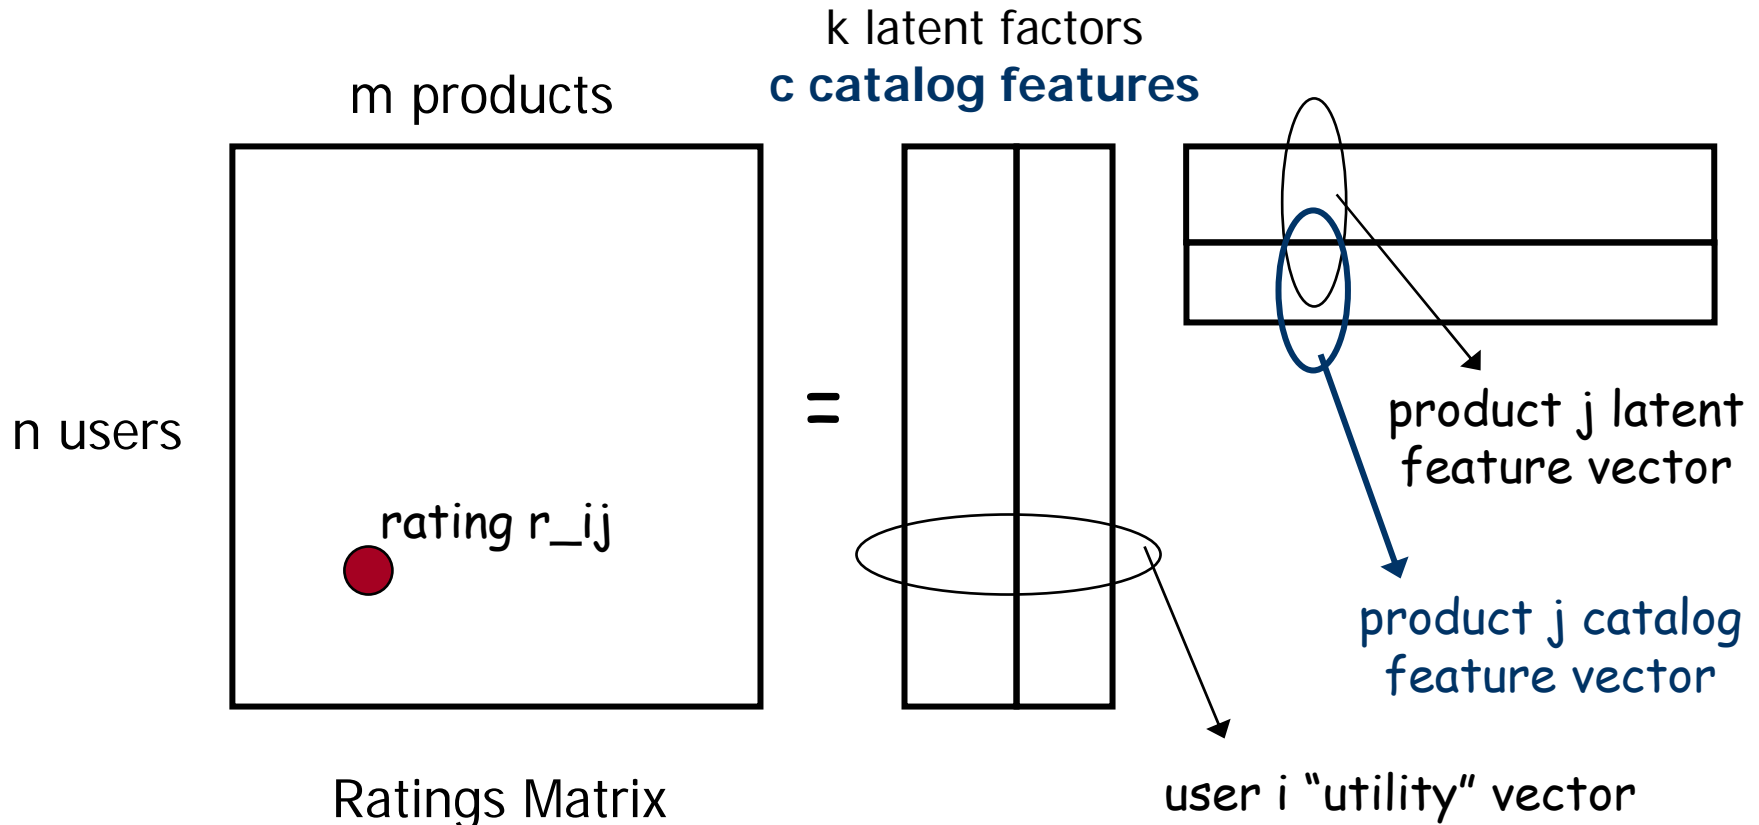 k latent factors
c catalog features
m products
n users
rating r_ij
=
product j latent
feature vector
product j catalog
feature vector
user i “utility” vector
Ratings Matrix